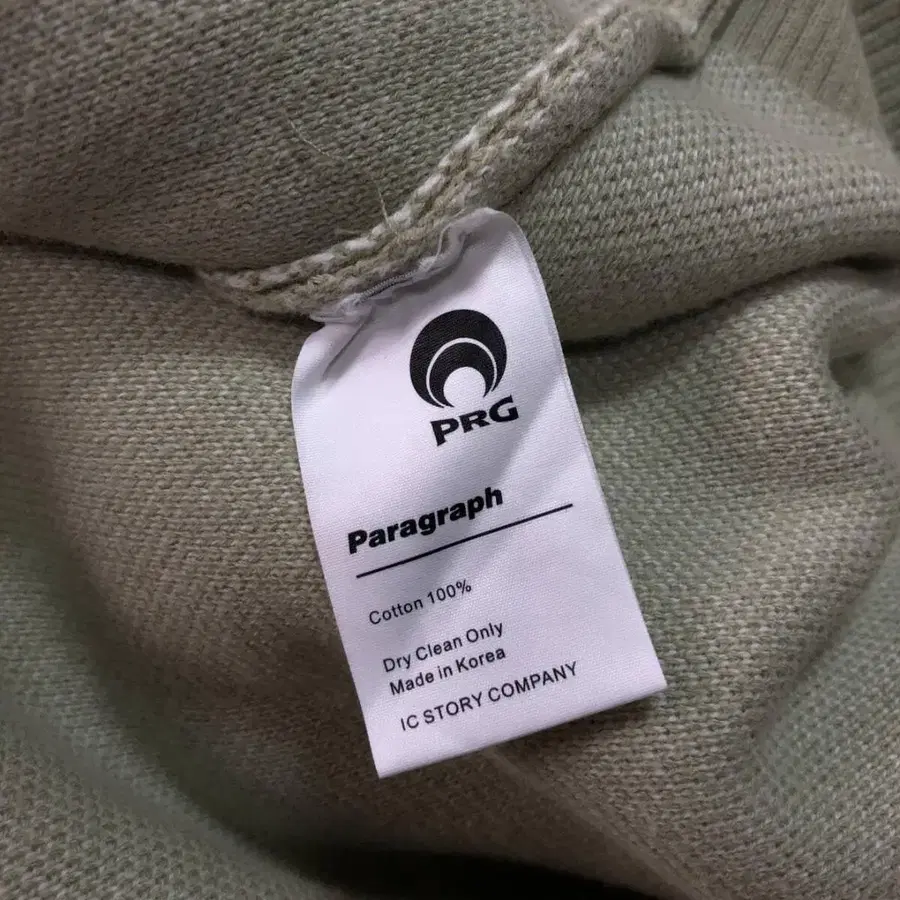 PRG
Paragraph
Cotton 100%
Dry Clean Only
Made in Korea
IC STORY COMPANY